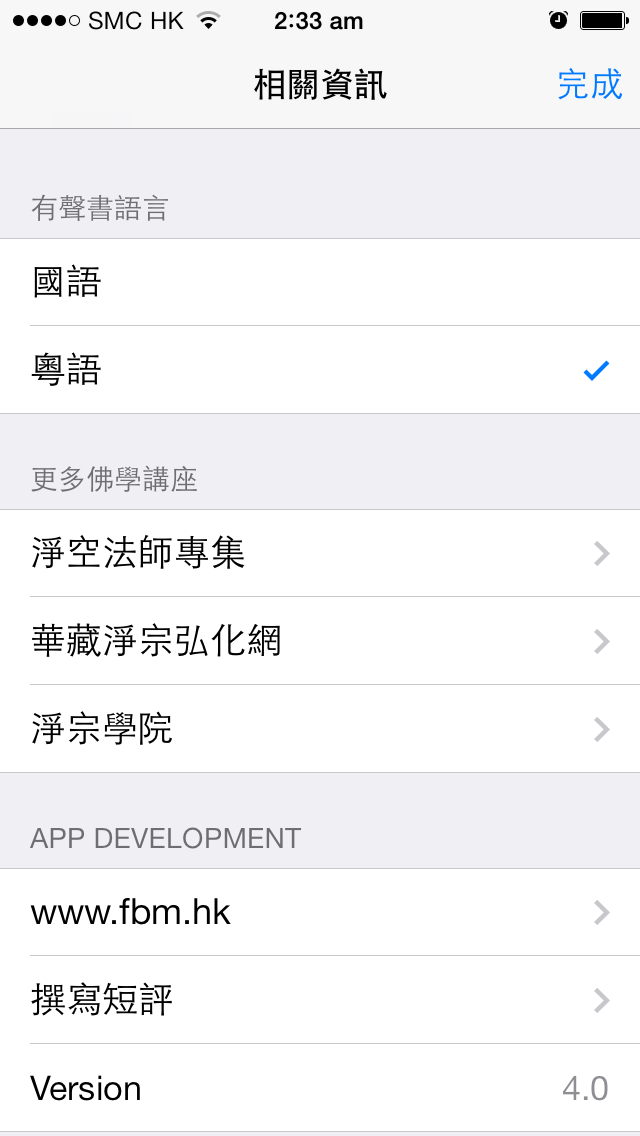 SMC HK 2:33 am
相關資訊 完成
有聲書語言
國語
粵語
更多佛學講座
淨空法師專集
華藏淨宗弘化網
淨宗學院
APP DEVELOPMENT
www.fbm.hk
撰寫短評
Version 4.0